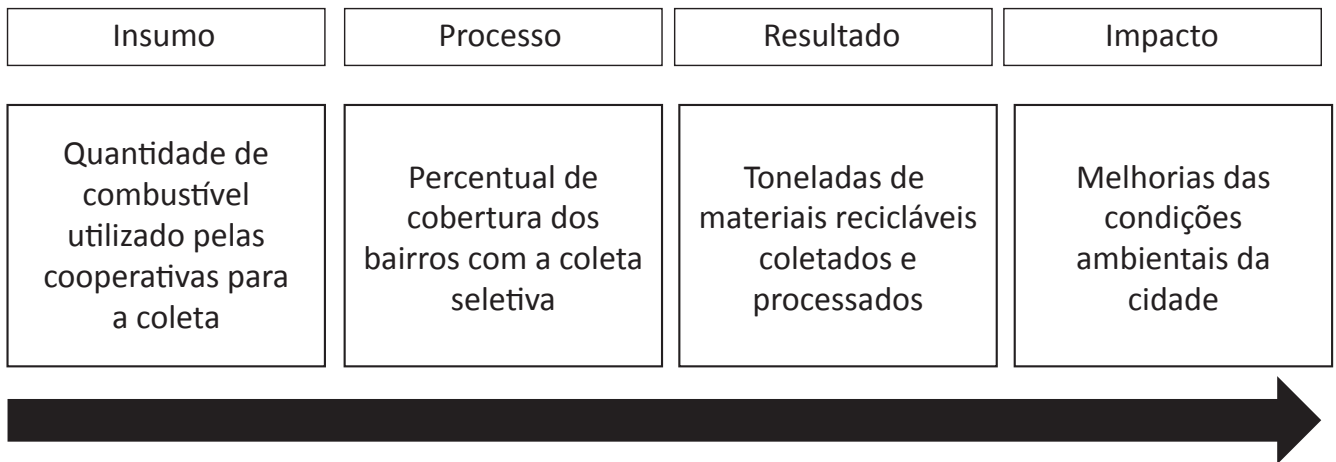 Insumo
Processo
Resultado
Impacto
Quantidade de
combustível
utilizado pelas
cooperativas para
a coleta
Percentual de
cobertura dos
bairros com a coleta
seletiva
Toneladas de
materiais recicláveis
coletados e
processados
Melhorias das
condições
ambientais da
cidade